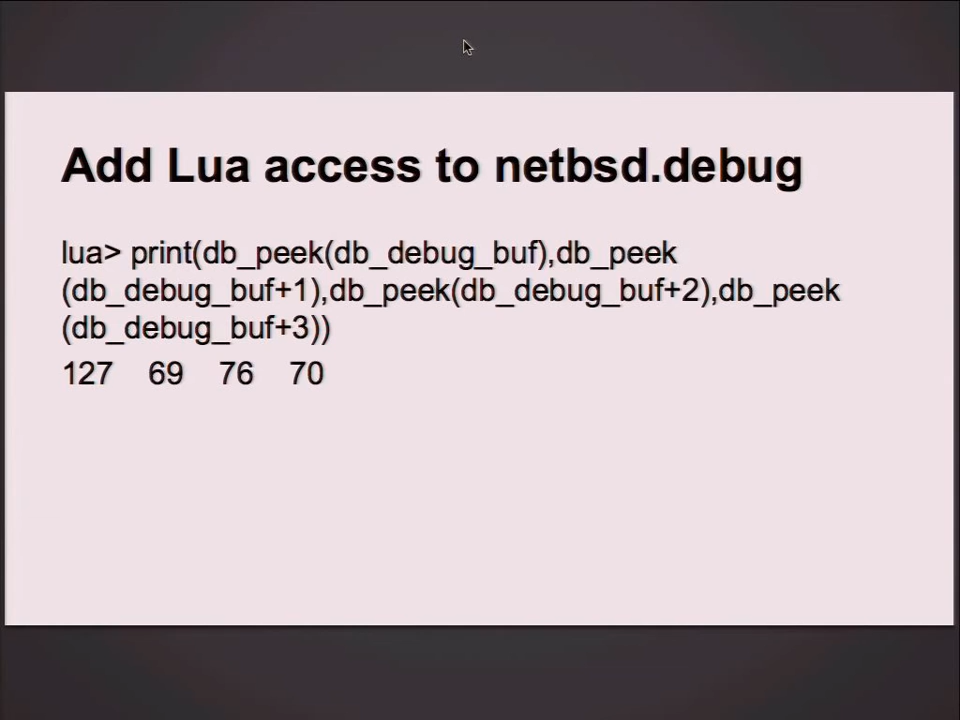 Add Lua access to netbsd.debug
lua> print(db_peek(db_debug_buf),db_peek
(db_debug_buf+1),db_peek(db_debug_buf+2),db_peek
(db_debug_buf+3))
127 69 76 70